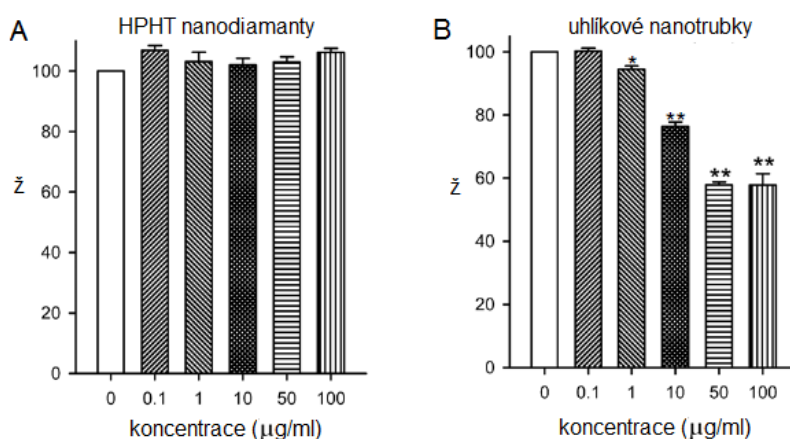 A
HPHT nanodiamanty
100
80
60
40
20
0
ž
0 0.1 1 10 50 100
koncentrace (μg/ml)
B
uhlíkové nanotrubky
100
80
60
40
20
0
ž
*
**
**
**
0 0.1 1 10 50 100
koncentrace (μg/ml)